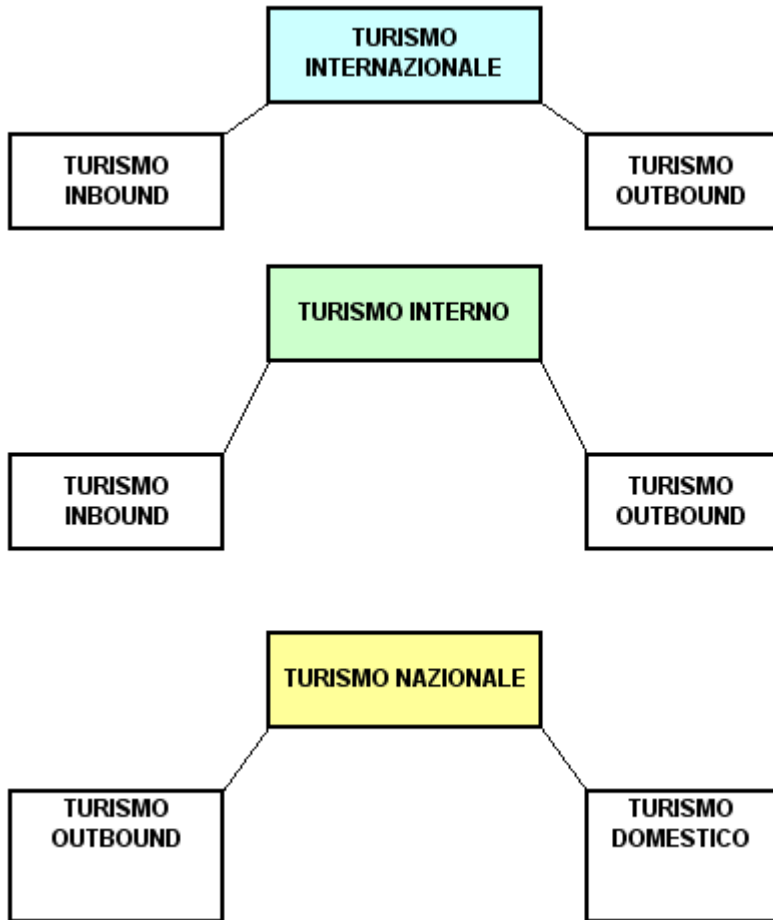 TURISMO
INTERNAZIONALE
TURISMO
INBOUND
TURISMO
OUTBOUND
TURISMO INTERNO
TURISMO
INBOUND
TURISMO
OUTBOUND
TURISMO NAZIONALE
TURISMO
OUTBOUND
TURISMO
DOMESTICO